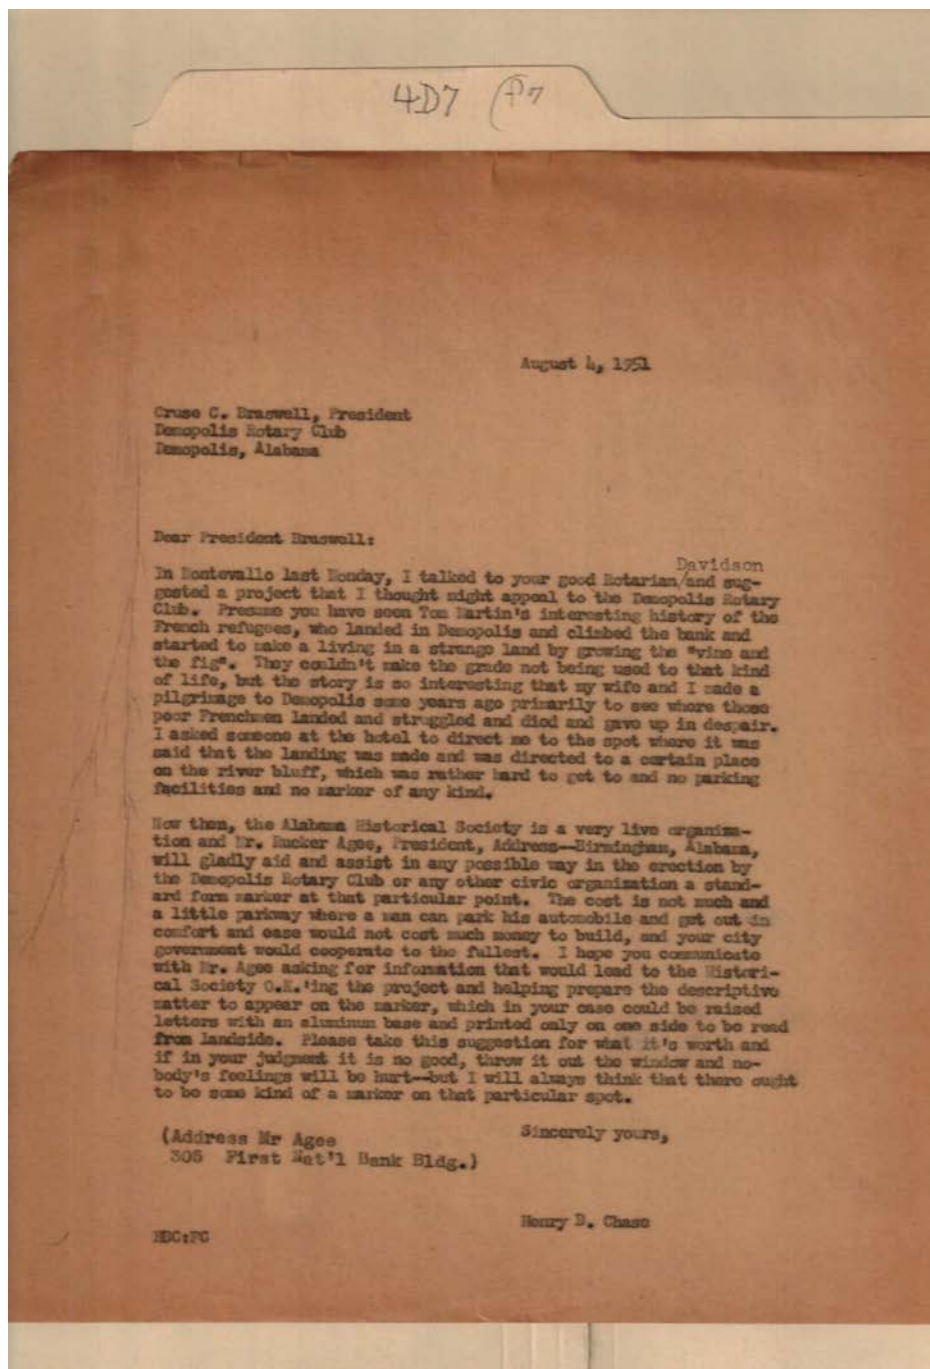 4D7 (P7
August 4, 1951
Cruse C. Braswell, President
Demopolis Rotary Club
Demopolis, Alabama
Dear President Braswell:
Davidson
In Montevallo last Monday, I talked to your good Rotarian/and sug-
gested a project that I thought might appeal to the Demopolis Rotary
Club. Presume you have seen Tom Martin's interesting history of the
French refugees, who landed in Demopolis and climbed the bank and
started to make a living in a strange land by growing the "vine and
the fig". They couldn't make the grade not being used to that kind
of life, but the story is so interesting that my wife and I made a
pilgrimage to Demopolis some years ago primarily to see where those
poor Frenchmen landed and struggled and died and gave up in despair.
I asked someone at the hotel to direct me to the spot where it was
said that the landing was made and was directed to a certain place
on the river bluff, which was rather hard to get to and no parking
facilities and no marker of any kind.
Now then, the Alabama Historical Society is a very live organiza-
tion and Mr. Rucker Agee, President, Address--Birmingham, Alabama,
will gladly aid and assist in any possible way in the erection by
the Demopolis Rotary Club or any other civic organization a stand-
ard form marker at that particular point. The cost is not much and
a little parkway where a man can park his automobile and get out in
comfort and ease would not cost much money to build, and your city
government would cooperate to the fullest. I hope you communicate
with Mr. Agee asking for information that would lead to the Histori-
cal Society O.K.'ing the project and helping prepare the descriptive
matter to appear on the marker, which in your case could be raised
letters with an aluminum base and printed only on one side to be read
from landside. Please take this suggestion for what it's worth and
if in your judgment it is no good, throw it out the window and no-
body's feelings will be hurt--but I will always think that there ought
to be some kind of a marker on that particular spot.
(Address Mr Agee
305 First Nat'l Bank Bldg.)
Sincerely yours,
Henry D. Chase
HDC:FC